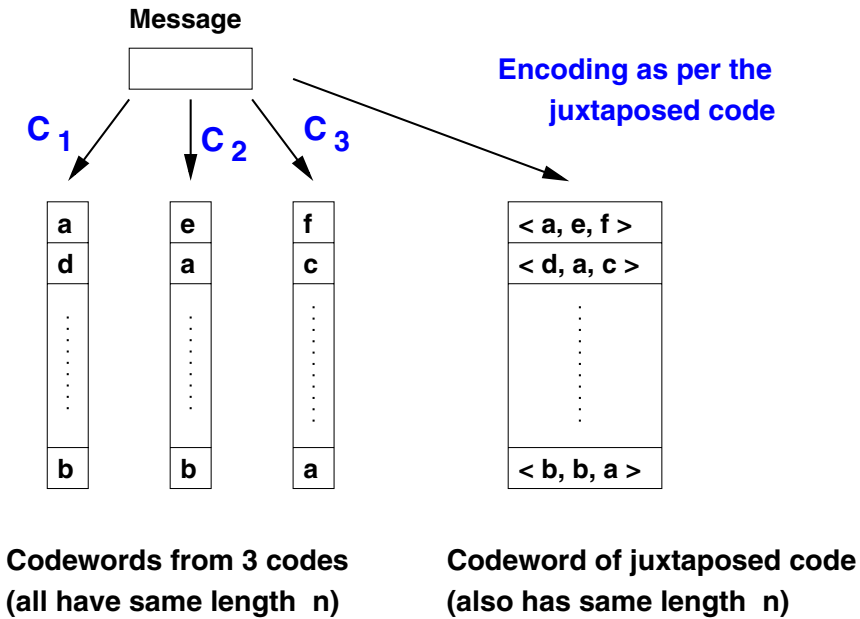 Message
Encoding as per the
juxtaposed code
C 1
C 2
C 3
a
e
f
< a, e, f >
d
a
c
< d, a, c >
b
b
a
< b, b, a >
Codewords from 3 codes
(all have same length n)
Codeword of juxtaposed code
(also has same length n)